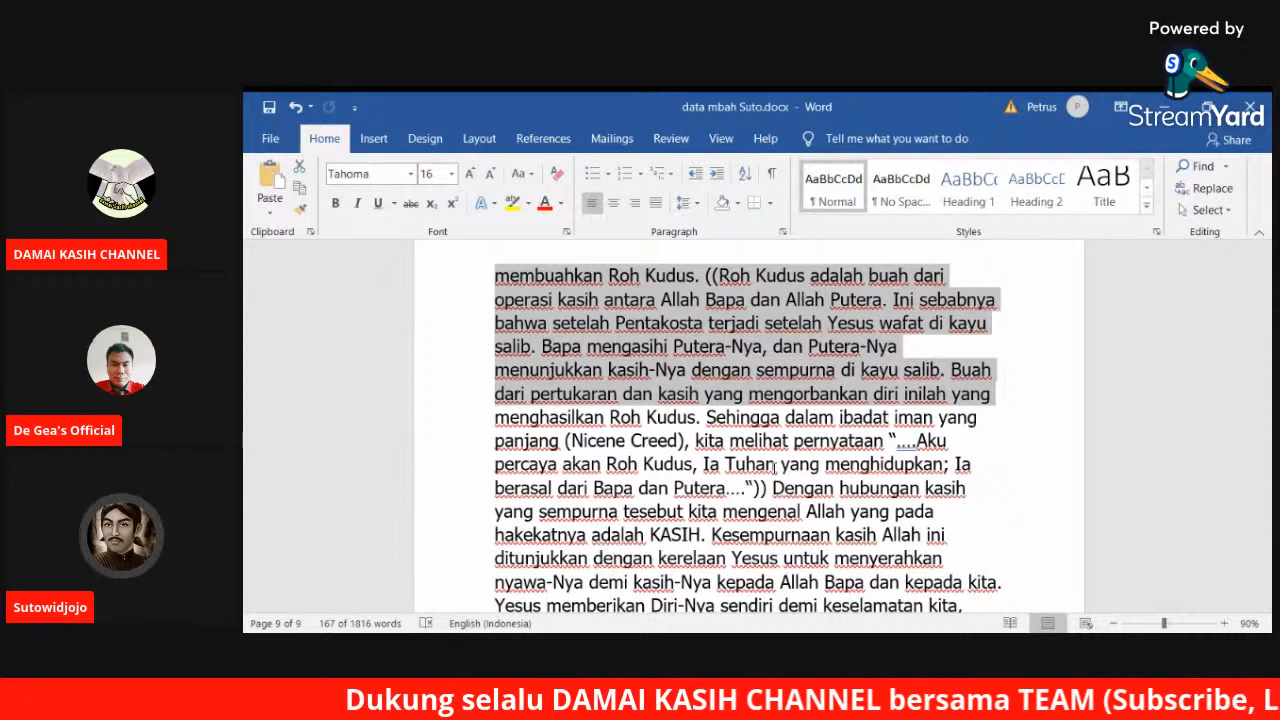 Powered by
StreamYard
data mbah Suto.docx - Word
Petrus
P
File Home Insert Design Layout References Mailings Review View Help Tell me what you want to do
Share
Paste
Tahoma 16
Clipboard Font Paragraph Styles Editing
AaBbCcDd AaBbCcDd AaBbCc AaBbCcD AaB
¶ Normal ¶ No Spac... Heading 1 Heading 2 Title
Find
Replace
Select
membuahkan Roh Kudus. ((Roh Kudus adalah buah dari
operasi kasih antara Allah Bapa dan Allah Putera. Ini sebabnya
bahwa setelah Pentakosta terjadi setelah Yesus wafat di kayu
salib. Bapa mengasihi Putera-Nya, dan Putera-Nya
menunjukkan kasih-Nya dengan sempurna di kayu salib. Buah
dari pertukaran dan kasih yang mengorbankan diri inilah yang
menghasilkan Roh Kudus. Sehingga dalam ibadat iman yang
panjang (Nicene Creed), kita melihat pernyataan “....Aku
percaya akan Roh Kudus, Ia Tuhan yang menghidupkan; Ia
berasal dari Bapa dan Putera....“)) Dengan hubungan kasih
yang sempurna tesebut kita mengenal Allah yang pada
hakekatnya adalah KASIH. Kesempurnaan kasih Allah ini
ditunjukkan dengan kerelaan Yesus untuk menyerahkan
nyawa-Nya demi kasih-Nya kepada Allah Bapa dan kepada kita.
Yesus memberikan Diri-Nya sendiri demi keselamatan kita,
Page 9 of 9 167 of 1816 words English (Indonesia) 90%
DAMAI KASIH CHANNEL
De Gea's Official
Sutowidjojo
Dukung selalu DAMAI KASIH CHANNEL bersama TEAM (Subscribe, L